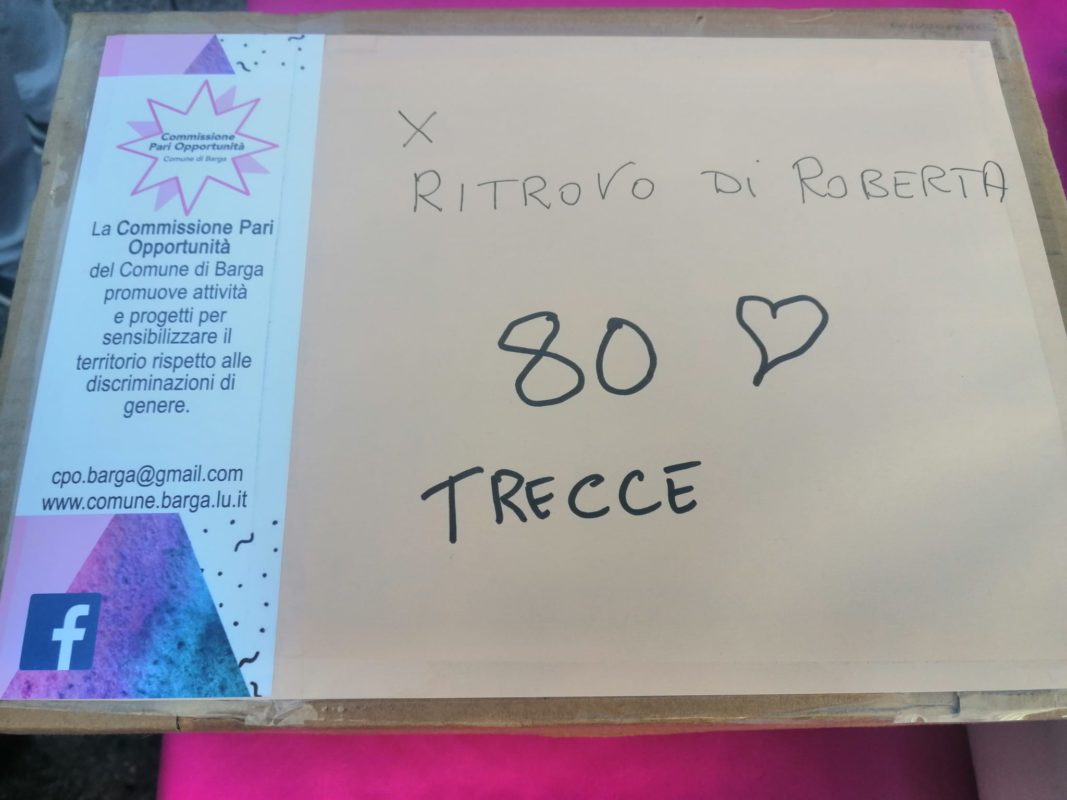 Commissione
Pari Opportunità
Comune di Barga
La Commissione Pari
Opportunità
del Comune di Barga
promuove attività
e progetti per
sensibilizzare il
territorio rispetto alle
discriminazioni di
genere.
cpo.barga@gmail.com
www.comune.barga.lu.it
f
X
RITROVO Di ROBERTA
80
TRECCE